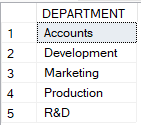 DEPARTMENT
1 Accounts
2 Development
3 Marketing
4 Production
5 R&D